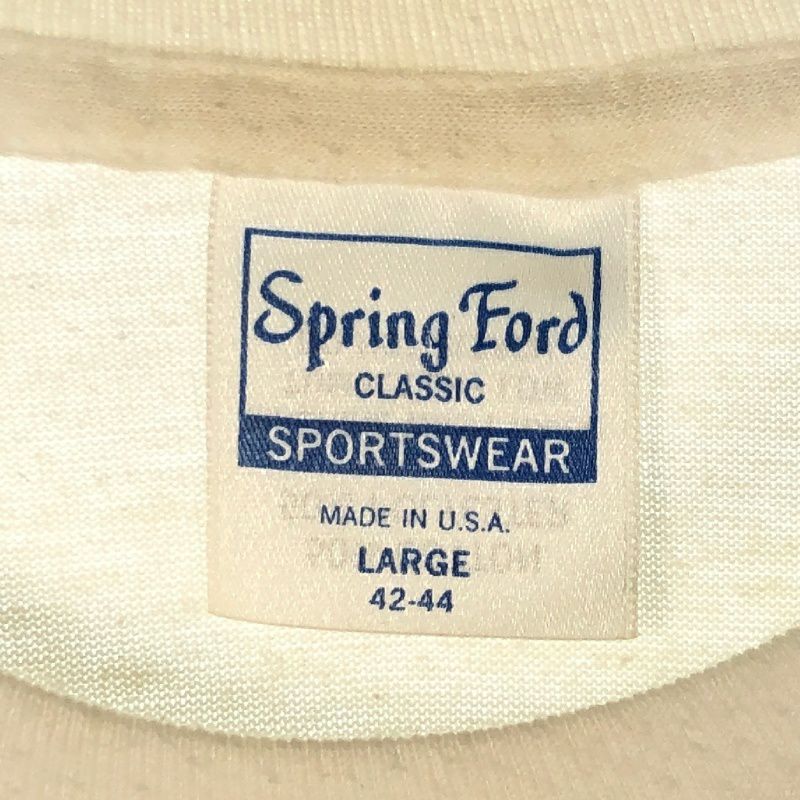 Spring Ford
CLASSIC
SPORTSWEAR
MADE IN U.S.A.
LARGE
42-44